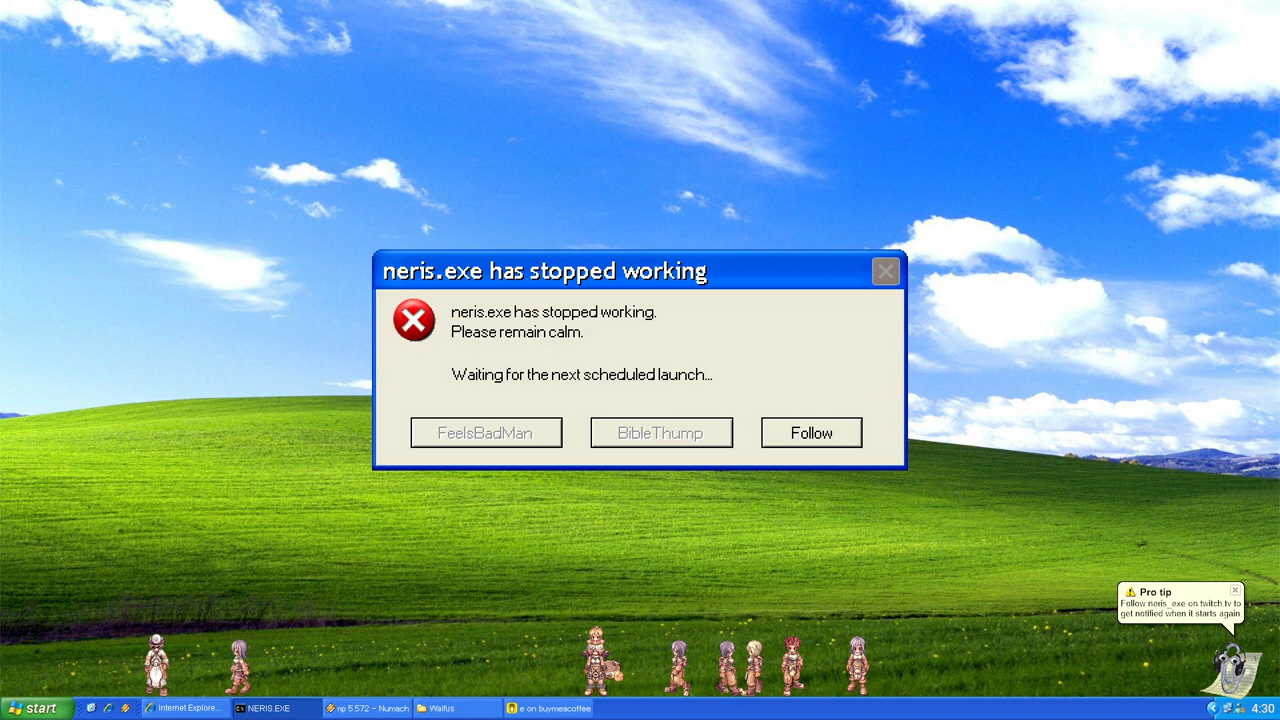 neris.exe has stopped working
neris.exe has stopped working.
Please remain calm.
Waiting for the next scheduled launch...
FeelsBadMan
BibleThump
Follow
Pro tip
Follow neris_exe on twitch.tv to
get notified when it starts again
start
Internet Explore...
NERIS.EXE
np 5.572 - Numach
Waifus
e on buymeacoffee
4:30